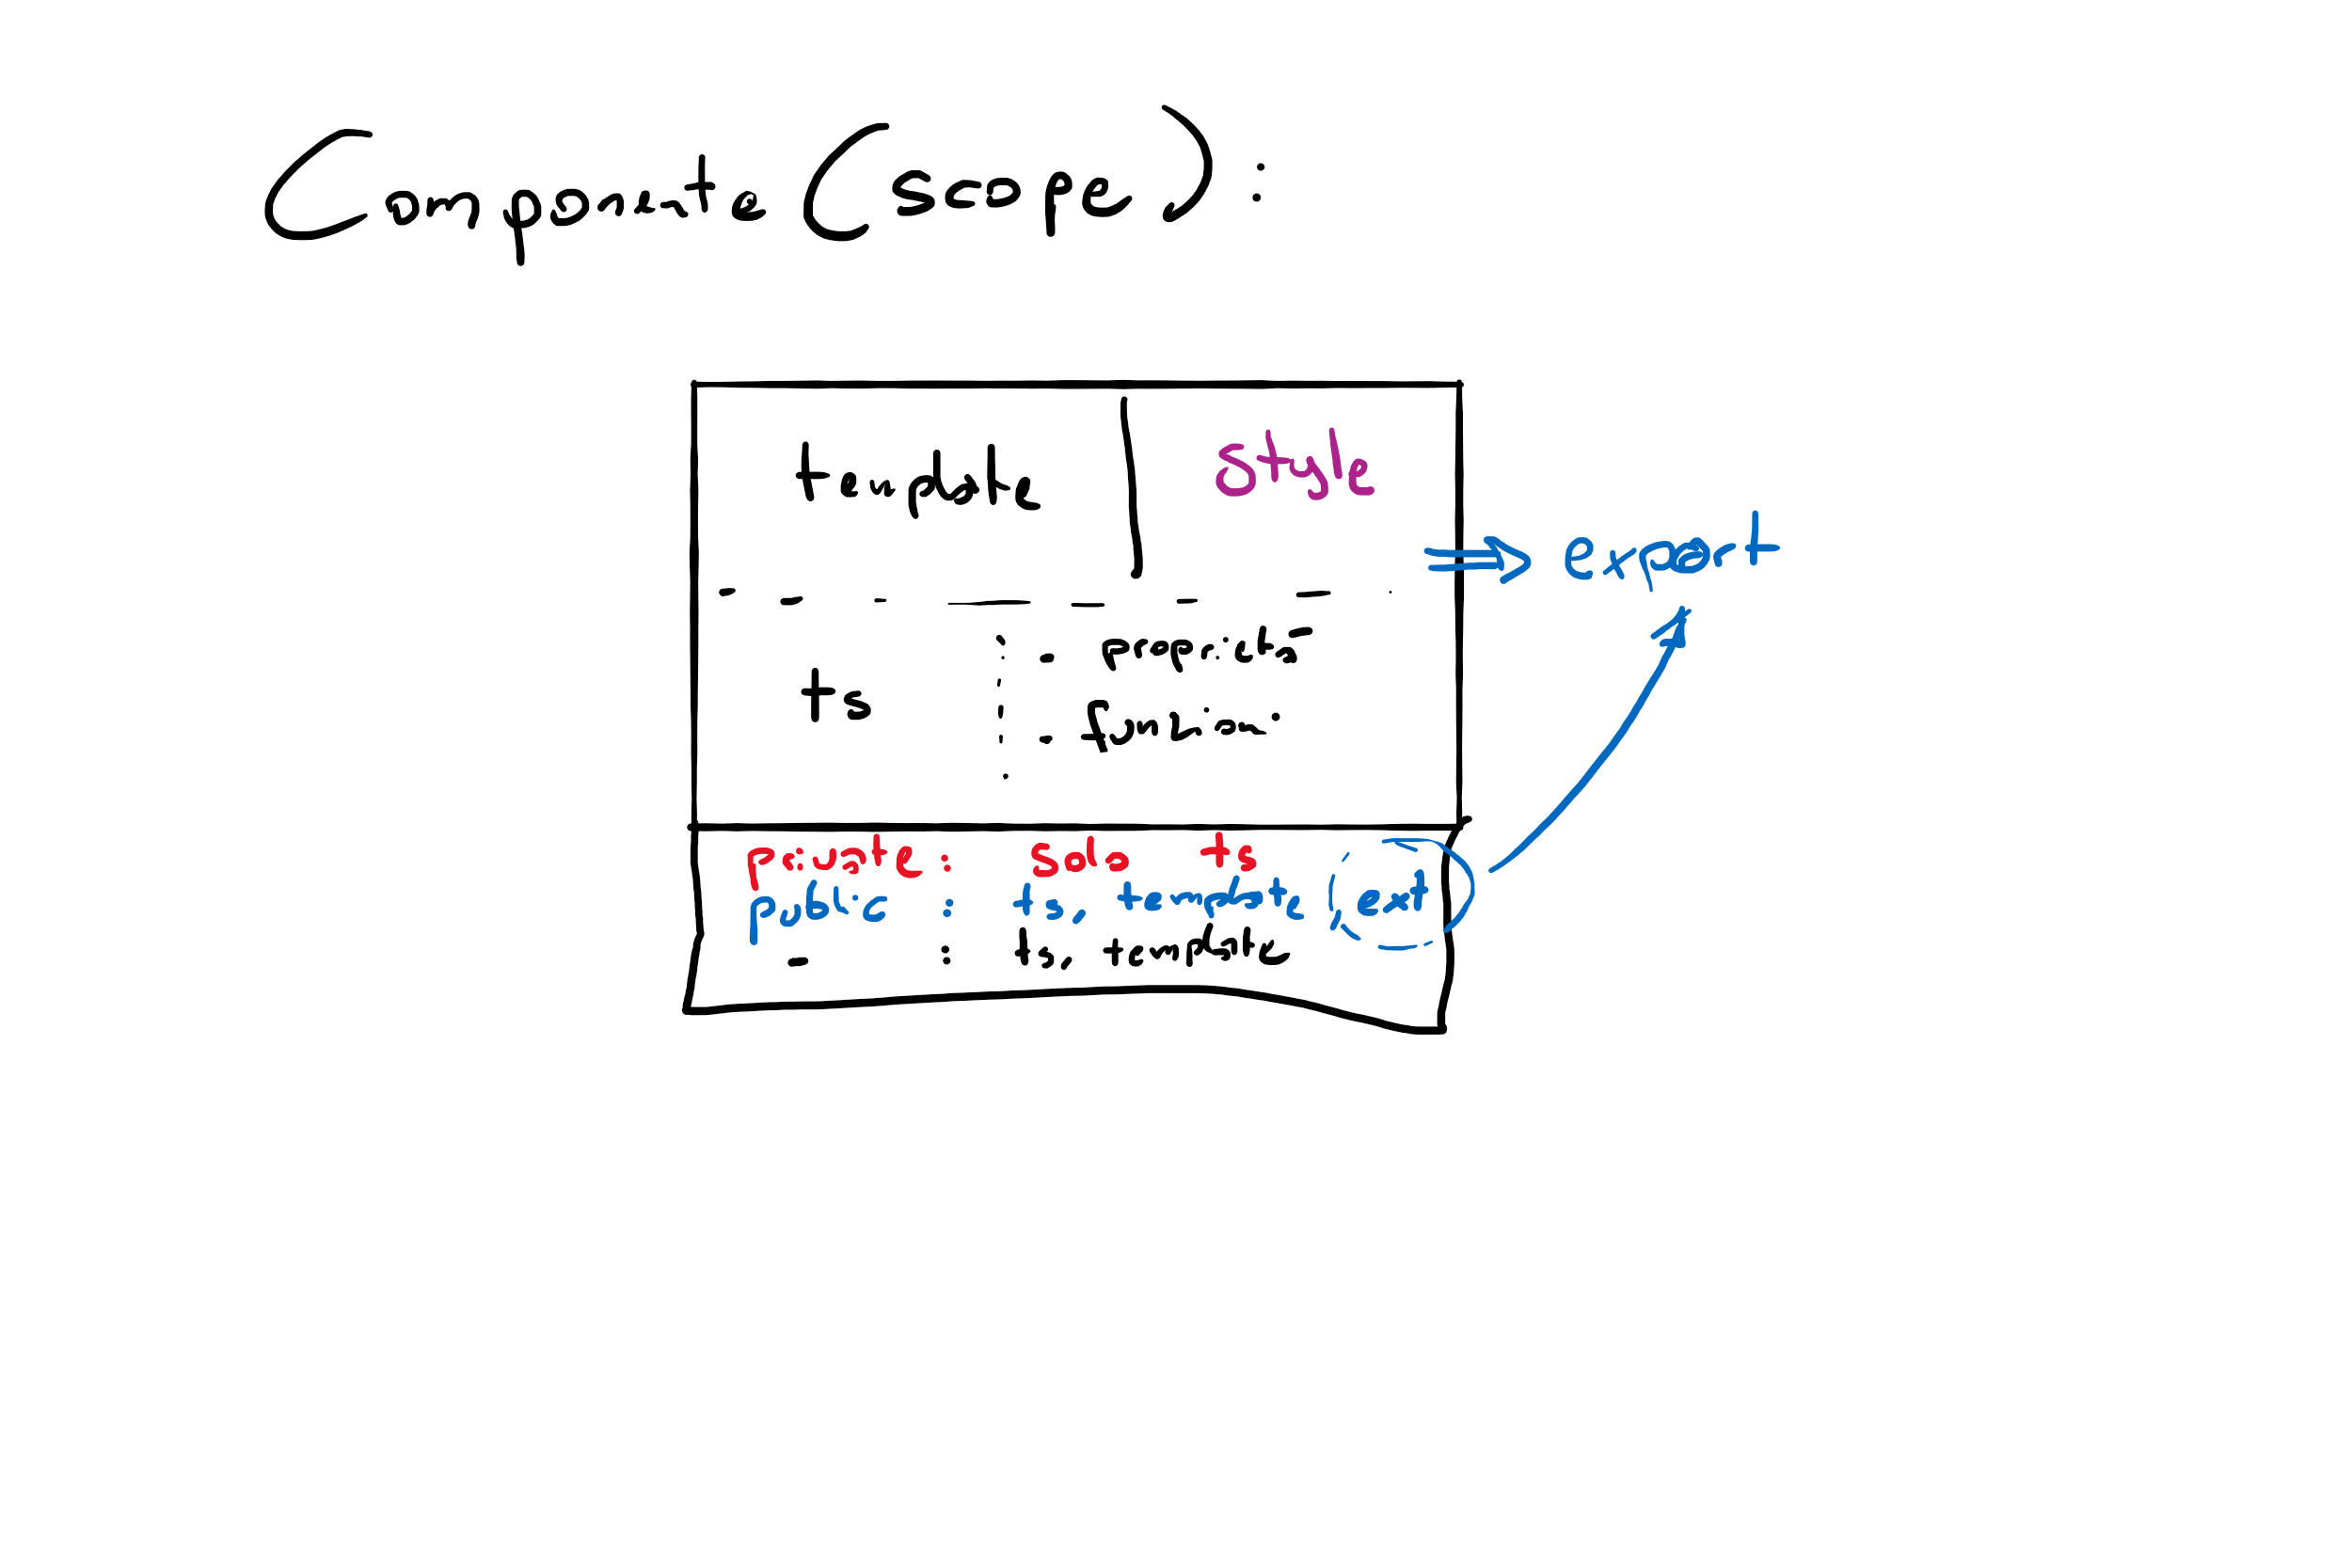 Componente (scope) :
template style
export
ts - proprietà
- funzioni
private : solo ts
public : ts, template, ext
- : ts, template